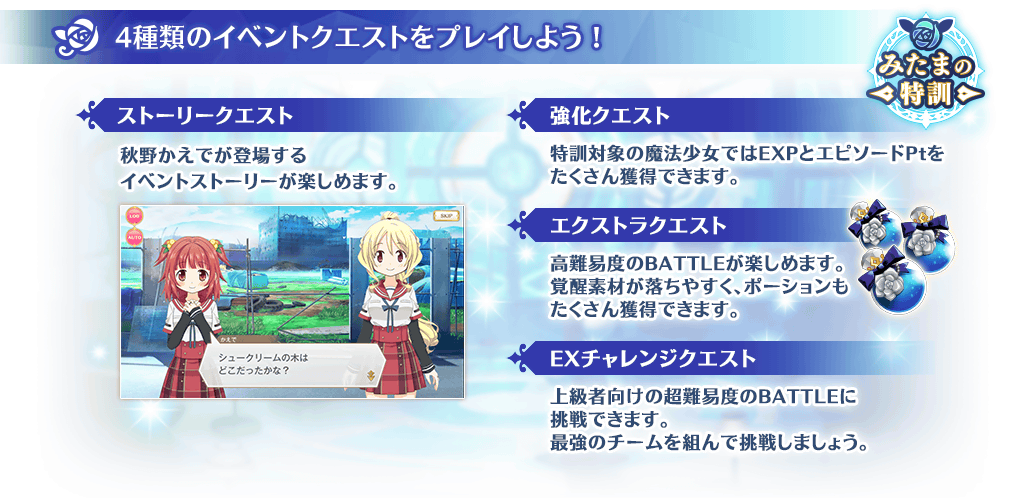 4種類のイベントクエストをプレイしよう!
みたまの
特訓
ストーリークエスト
秋野かえでが登場する
イベントストーリーが楽しめます。
LOG
AUTO
SKIP
かえで
シュークリームの木は
どこだったかな?
強化クエスト
特訓対象の魔法少女ではEXPとエピソードPtを
たくさん獲得できます。
エクストラクエスト
高難易度のBATTLEが楽しめます。
覚醒素材が落ちやすく、ポーションも
たくさん獲得できます。
EXチャレンジクエスト
上級者向けの超難易度のBATTLEに
挑戦できます。
最強のチームを組んで挑戦しましょう。